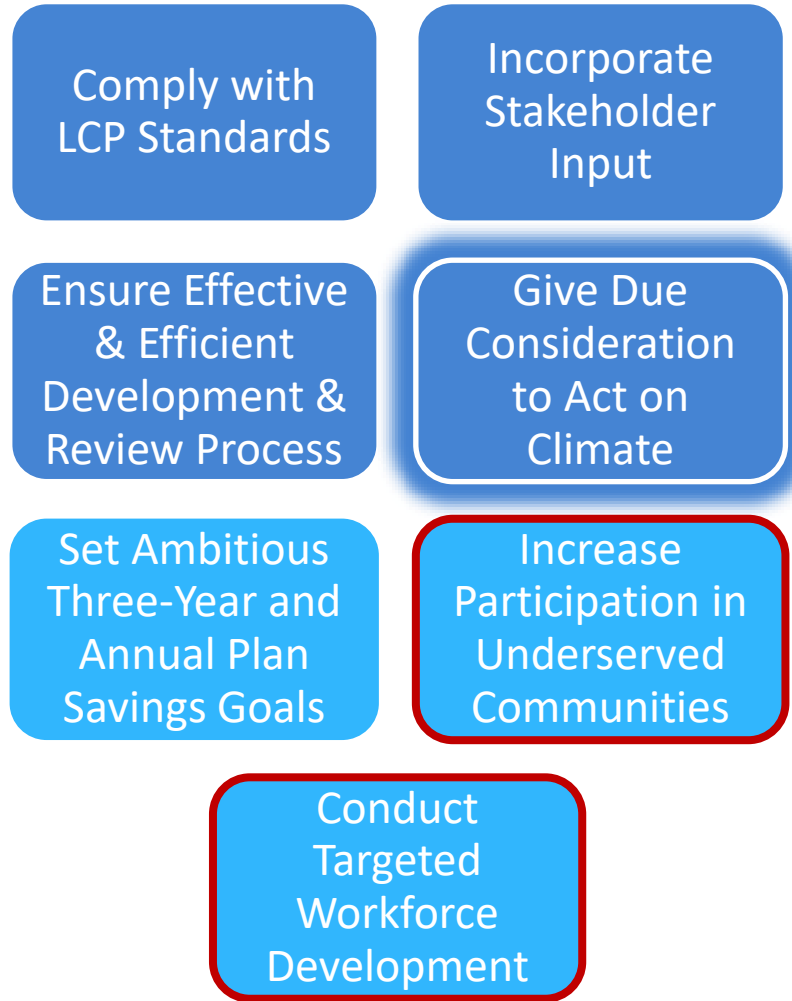 Comply with
LCP Standards
Incorporate
Stakeholder
Input
Ensure Effective
& Efficient
Development &
Review Process
Give Due
Consideration
to Act on
Climate
Set Ambitious
Three-Year and
Annual Plan
Savings Goals
Increase
Participation in
Underserved
Communities
Conduct
Targeted
Workforce
Development